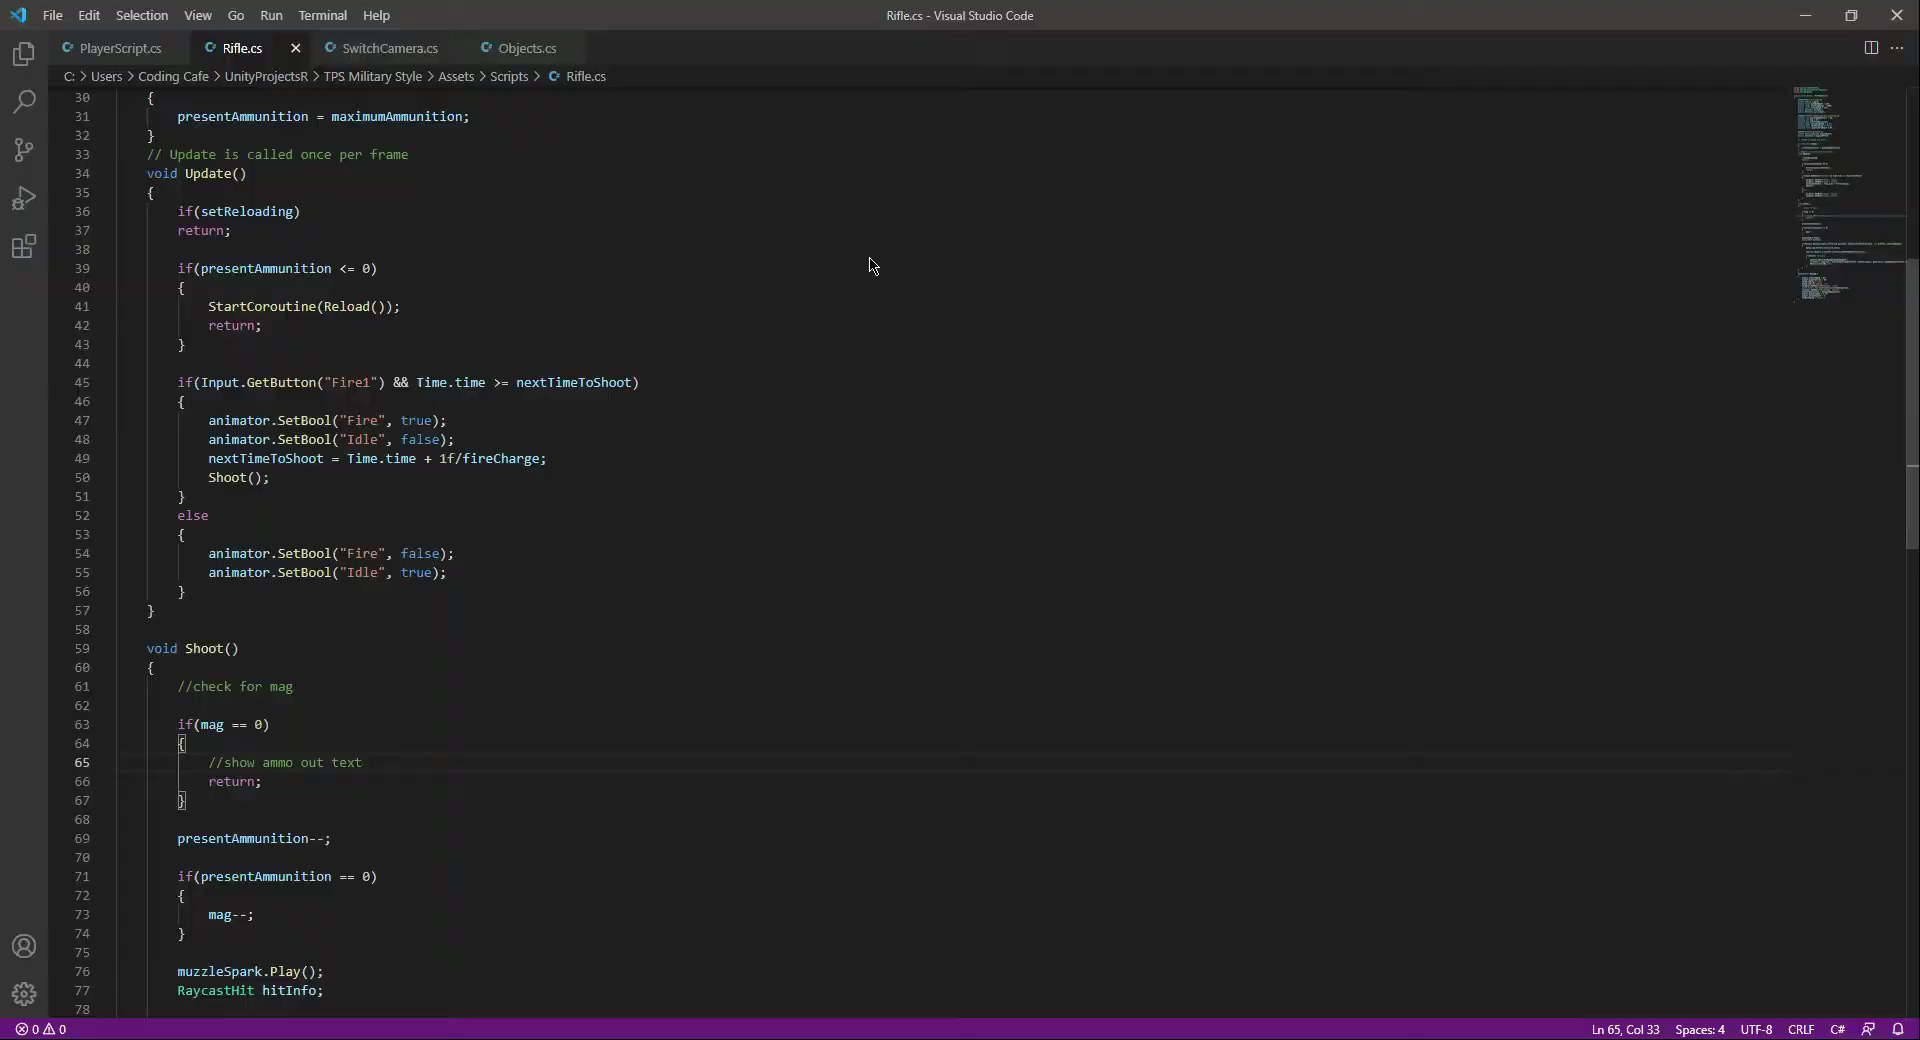 File Edit Selection View Go Run Terminal Help Rifle.cs - Visual Studio Code
PlayerScript.cs Rifle.cs SwitchCamera.cs Objects.cs
C: > Users > Coding Cafe > UnityProjectsR > TPS Military Style > Assets > Scripts > Rifle.cs
30 {
31 presentAmmunition = maximumAmmunition;
32 }
33 // Update is called once per frame
34 void Update()
35 {
36 if(setReloading)
37 return;
38
39 if(presentAmmunition <= 0)
40 {
41 StartCoroutine(Reload());
42 return;
43 }
44
45 if(Input.GetButton("Fire1") && Time.time >= nextTimeToShoot)
46 {
47 animator.SetBool("Fire", true);
48 animator.SetBool("Idle", false);
49 nextTimeToShoot = Time.time + 1f/fireCharge;
50 Shoot();
51 }
52 else
53 {
54 animator.SetBool("Fire", false);
55 animator.SetBool("Idle", true);
56 }
57 }
58
59 void Shoot()
60 {
61 //check for mag
62
63 if(mag == 0)
64 {
65 //show ammo out text
66 return;
67 }
68
69 presentAmmunition--;
70
71 if(presentAmmunition == 0)
72 {
73 mag--;
74 }
75
76 muzzleSpark.Play();
77 RaycastHit hitInfo;
78
0 0 Ln 65, Col 33 Spaces: 4 UTF-8 CRLF C#